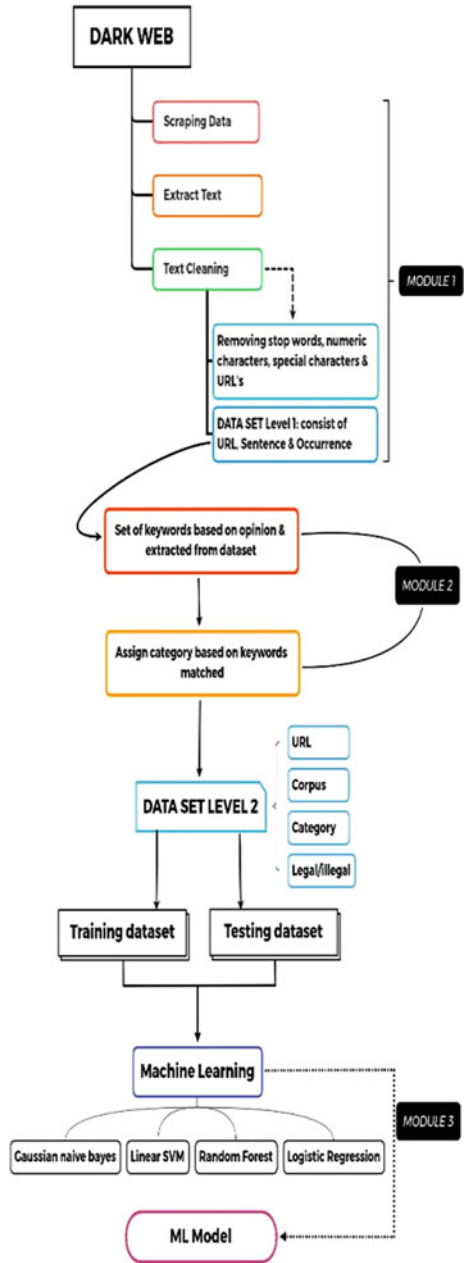 DARK WEB
Scraping Data
Extract Text
Text Cleaning
MODULE 1
Removing stop words, numeric
characters, special characters &
URL's
DATA SET Level 1: consist of
URL, Sentence & Occurrence
Set of keywords based on opinion &
extracted from dataset
MODULE 2
Assign category based on keywords
matched
URL
Corpus
DATA SET LEVEL 2
Category
Legal/illegal
Training dataset
Testing dataset
Machine Learning
MODULE 3
Gaussian naive bayes
Linear SVM
Random Forest
Logistic Regression
ML Model